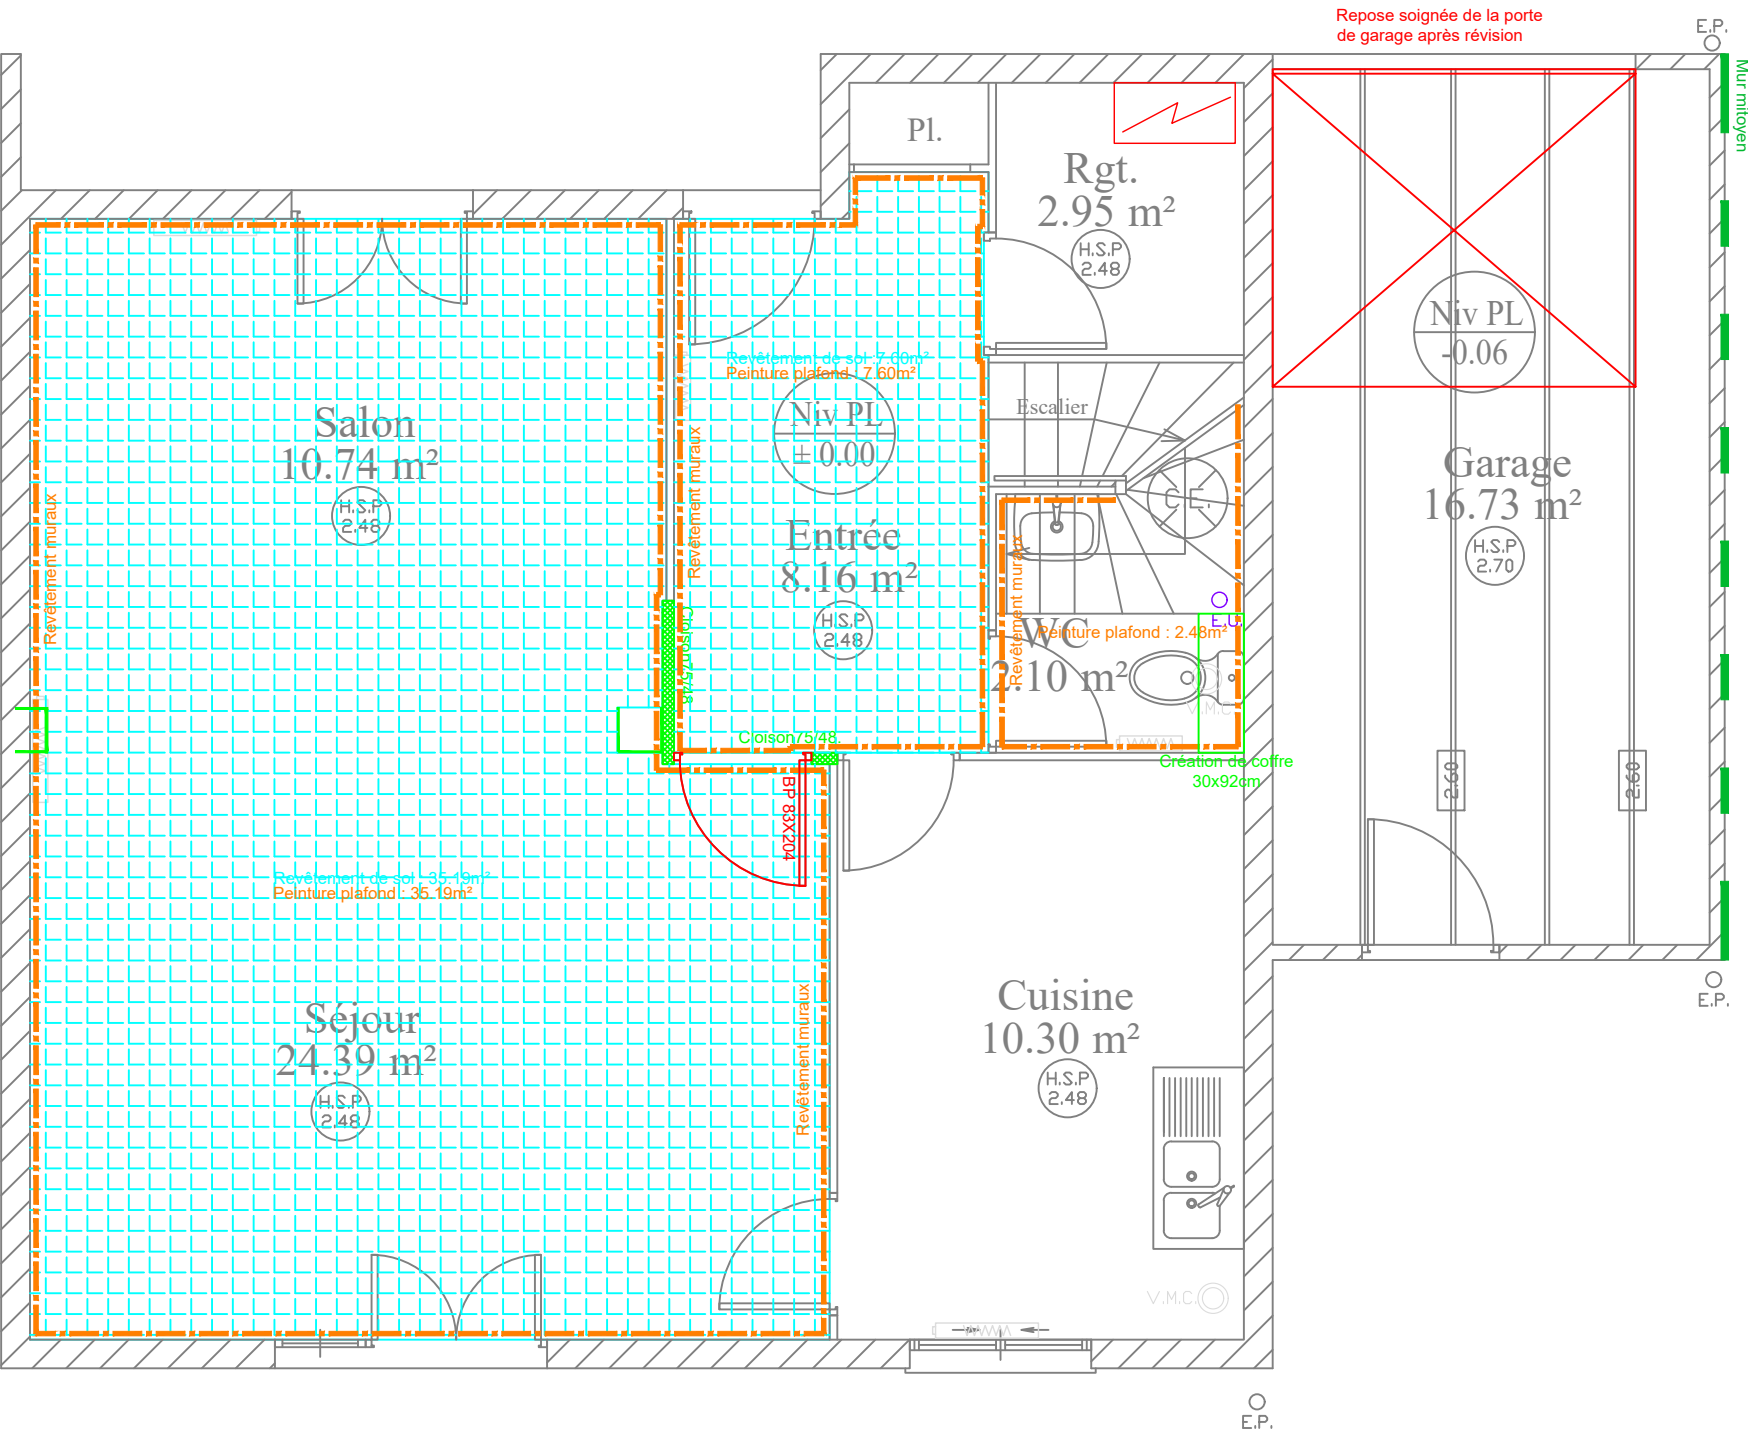 Repose soignée de la porte
de garage après révision
E.P.
Mur mitoyen
Pl.
Rgt.
2.95 m²
H.S.P
2.48
Niv PL
-0.06
Revêtement de sol :7.60m²
Peinture plafond : 7.60m²
Niv PL
± 0.00
Escalier
Salon
10.74 m²
H.S.P
2.48
Revêtement muraux
Revêtement muraux
Entrée
8.16 m²
H.S.P
2.48
C.E.
Garage
16.73 m²
H.S.P
2.70
Revêtement muraux
E.U.
WC
2.10 m²
Peinture plafond : 2.48m²
V.M.C.
Cloison75/48
Cloison75/48.
Création de coffre
30x92cm
2.60
2.60
BP 83X204
Revêtement de sol : 35.19m²
Peinture plafond : 35.19m²
Revêtement muraux
Séjour
24.39 m²
H.S.P
2.48
Cuisine
10.30 m²
H.S.P
2.48
E.P.
V.M.C.
E.P.